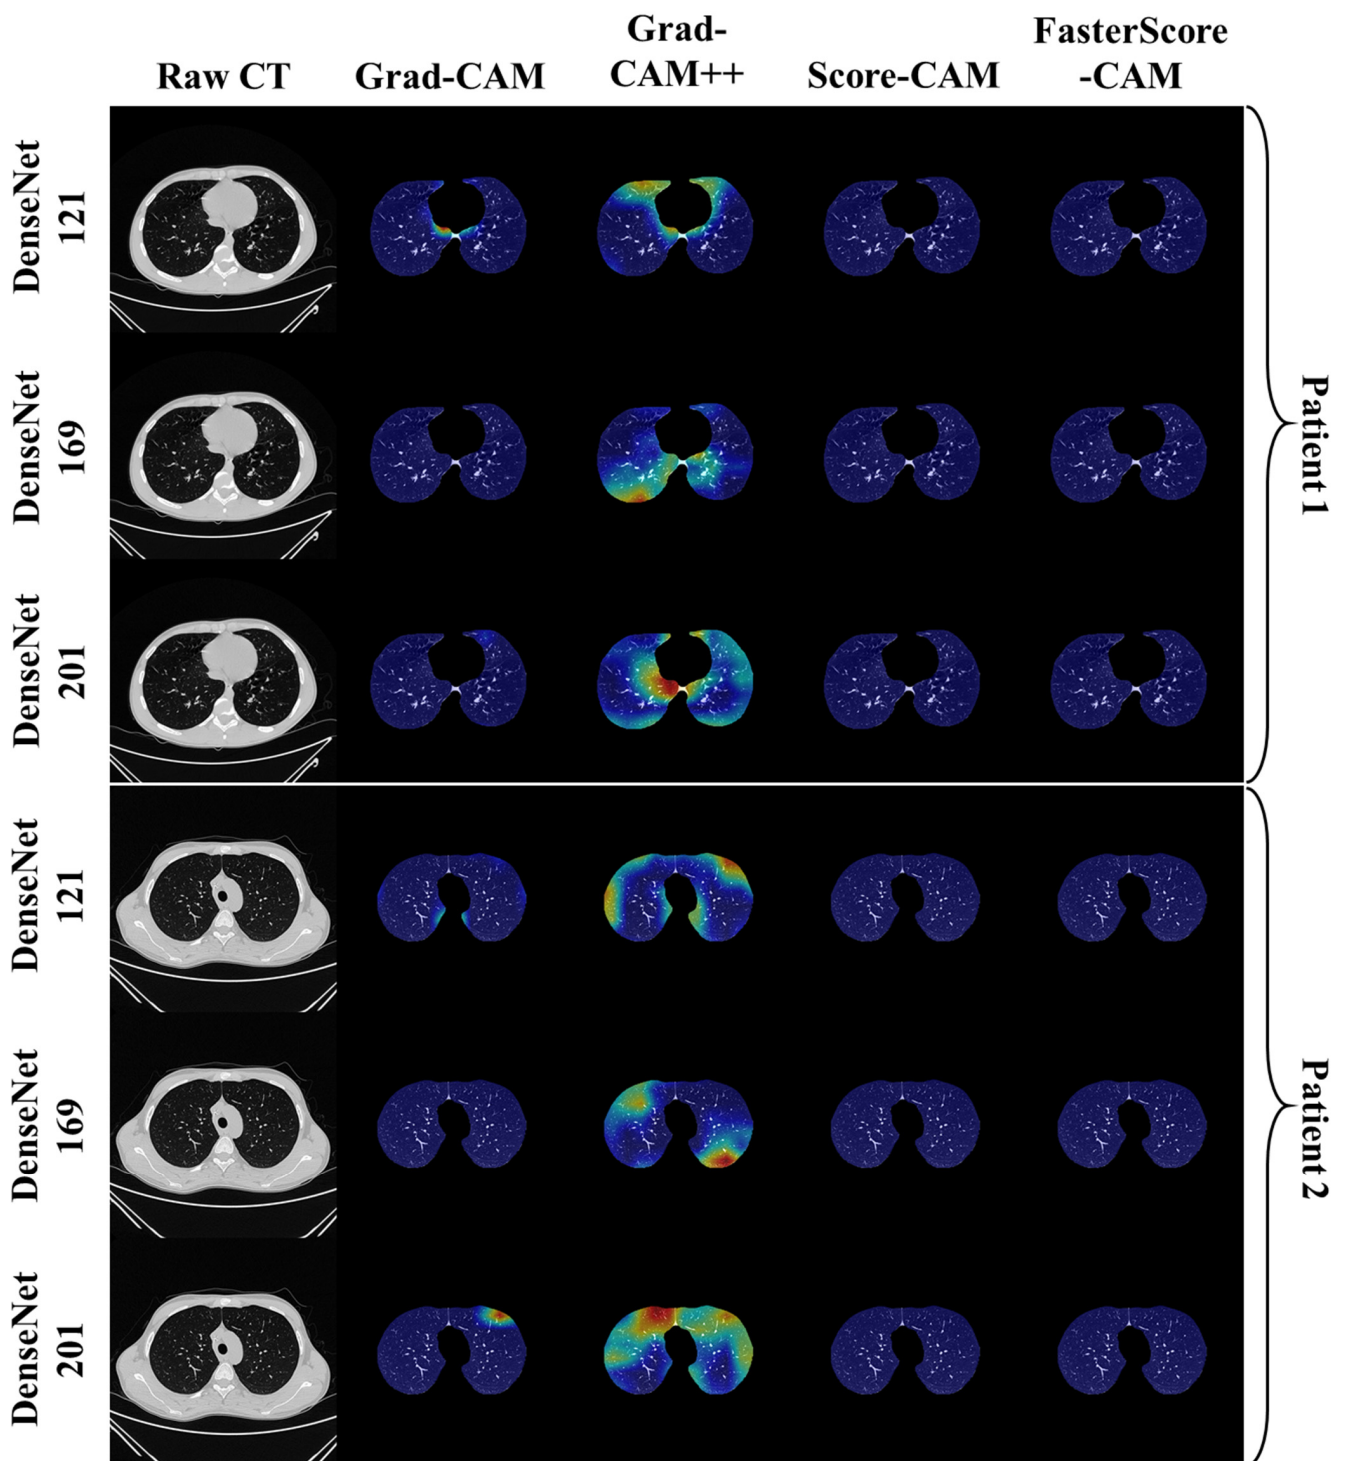 Raw CT
Grad-CAM
Grad-
CAM++
Score-CAM
FasterScore
-CAM
DenseNet
121
DenseNet
169
DenseNet
201
Patient 1
DenseNet
121
DenseNet
169
DenseNet
201
Patient 2